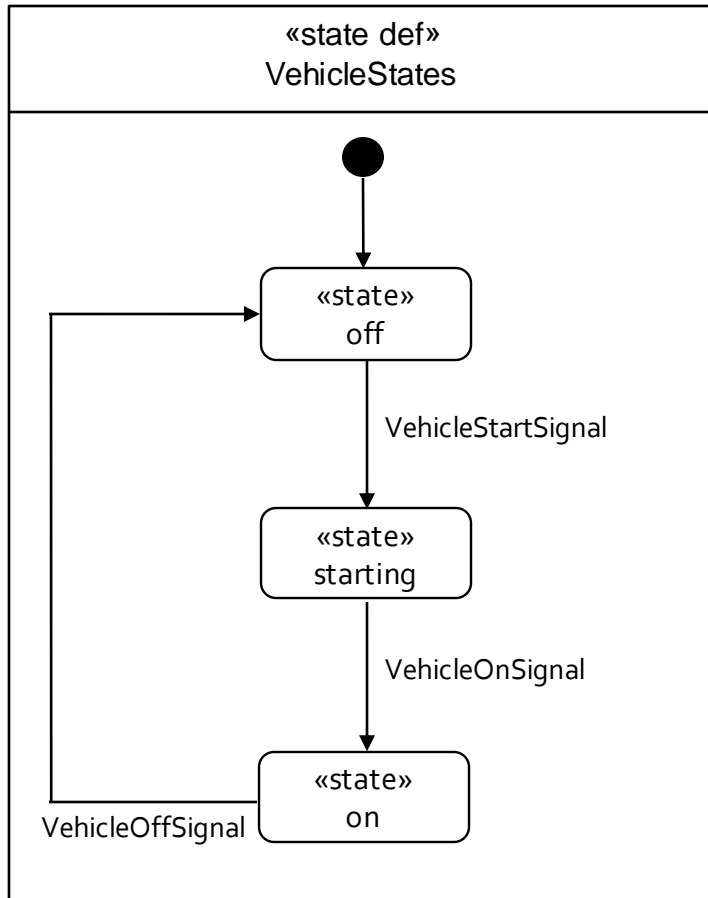 «state def»
VehicleStates
«state»
off
VehicleStartSignal
«state»
starting
VehicleOnSignal
«state»
on
VehicleOffSignal